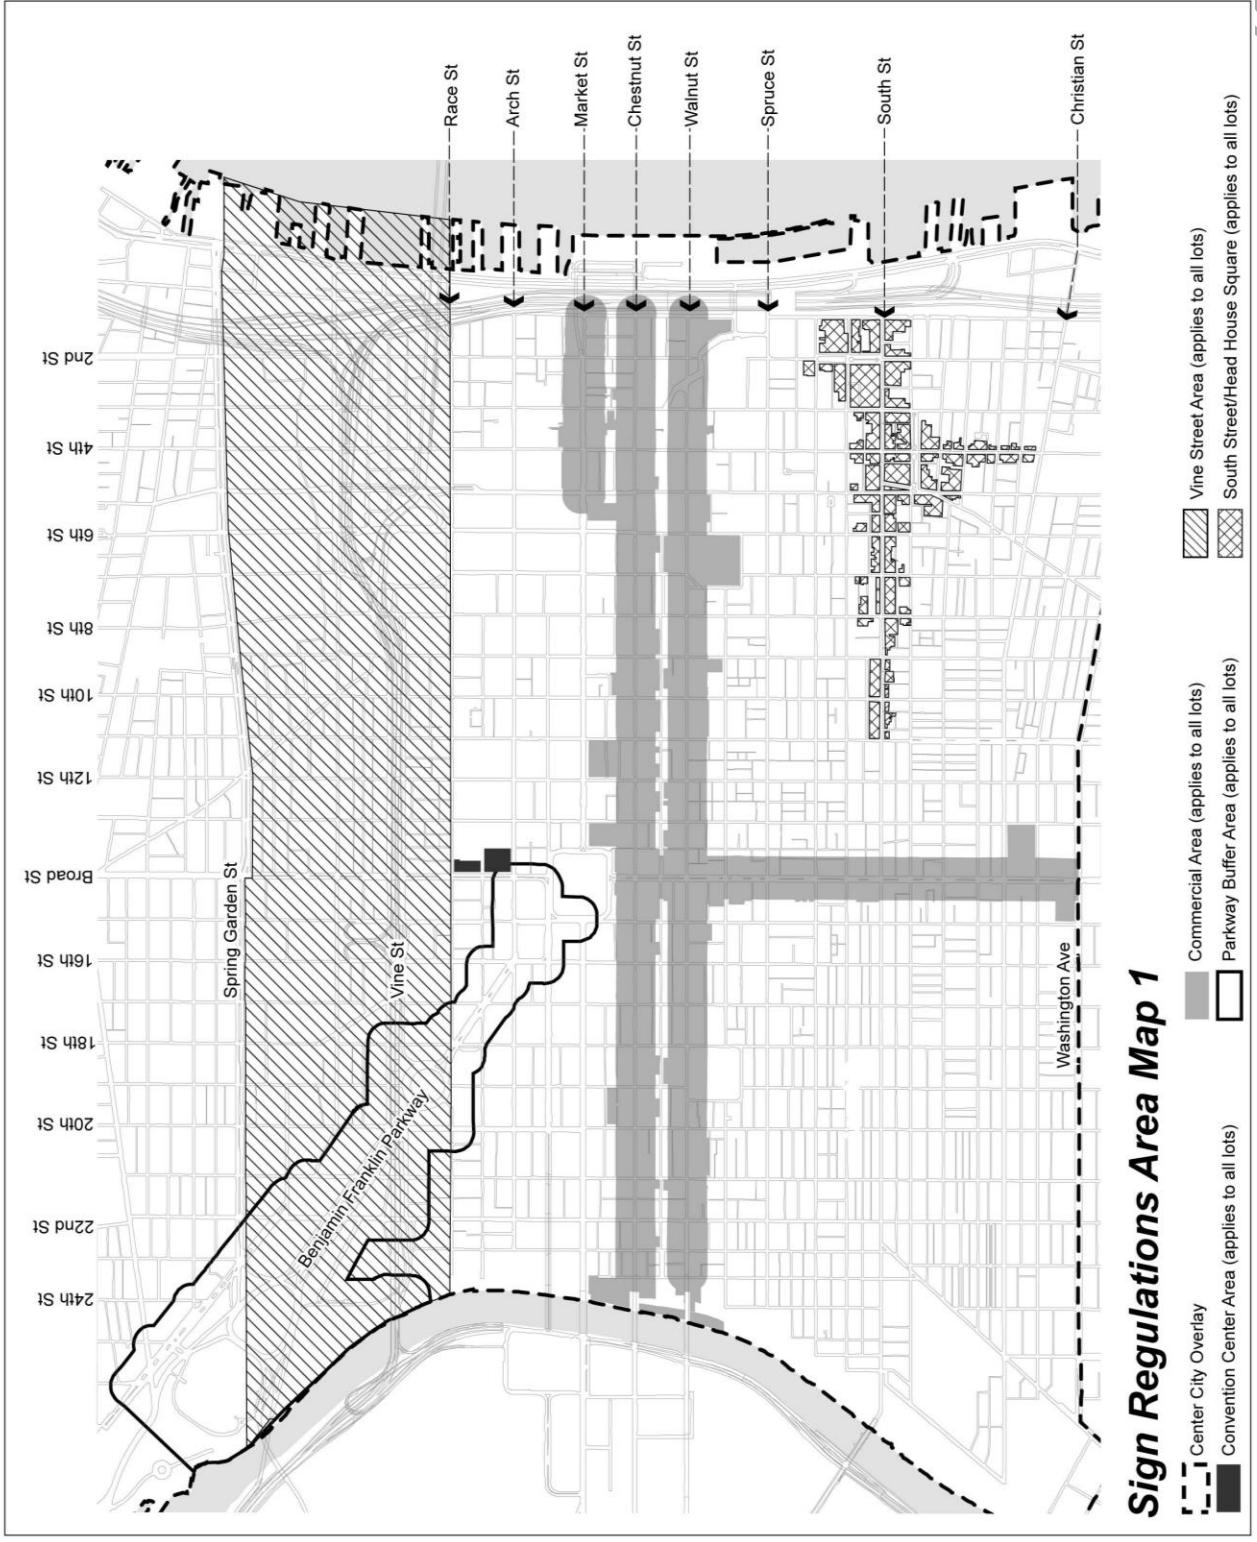 Race St
Arch St
Market St
Chestnut St
Walnut St
Spruce St
South St
Christian St
2nd St
4th St
6th St
8th St
10th St
12th St
Broad St
16th St
18th St
20th St
22nd St
24th St
Spring Garden St
Vine St
Benjamin Franklin Parkway
Washington Ave
Sign Regulations Area Map 1
Center City Overlay
Convention Center Area (applies to all lots)
Commercial Area (applies to all lots)
Parkway Buffer Area (applies to all lots)
Vine Street Area (applies to all lots)
South Street/Head House Square (applies to all lots)